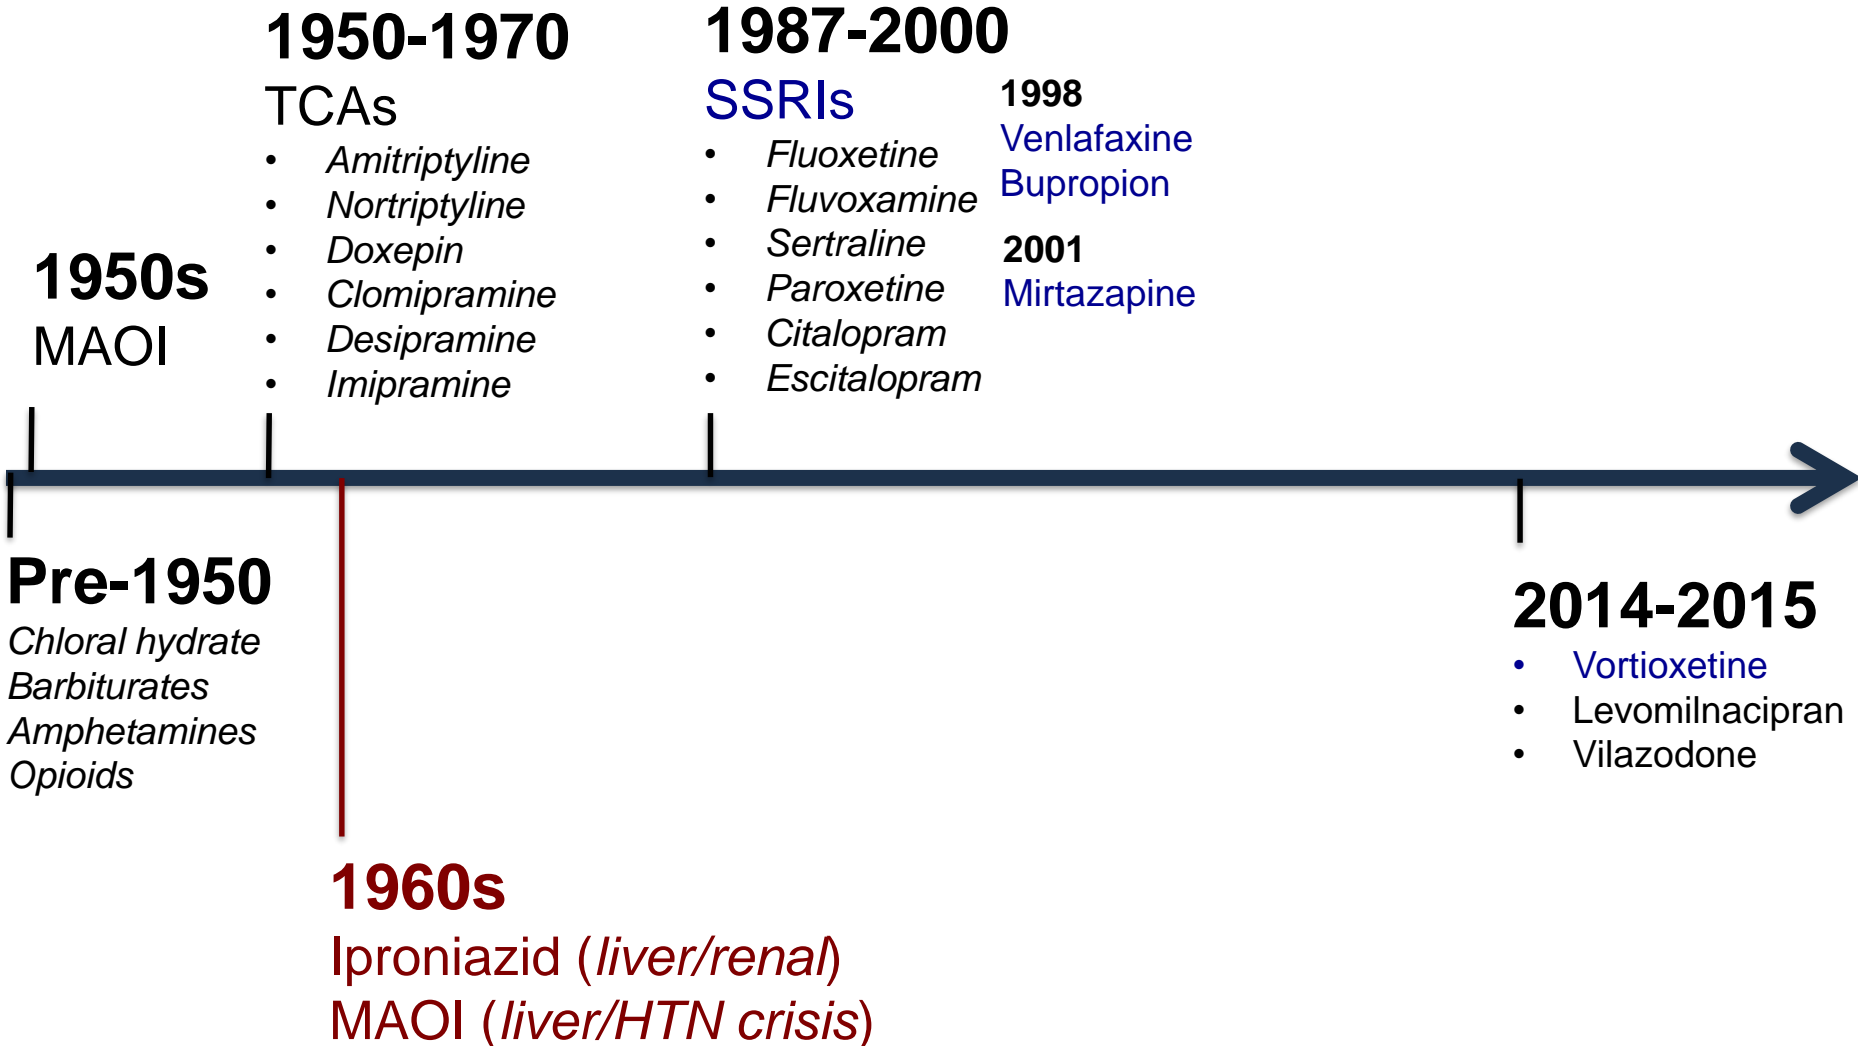 1950s
MAOI
1950-1970
TCAs
• Amitriptyline
• Nortriptyline
• Doxepin
• Clomipramine
• Desipramine
• Imipramine
1987-2000
SSRIs
• Fluoxetine
• Fluvoxamine
• Sertraline
• Paroxetine
• Citalopram
• Escitalopram
1998
Venlafaxine
Bupropion
2001
Mirtazapine
Pre-1950
Chloral hydrate
Barbiturates
Amphetamines
Opioids
1960s
Iproniazid (liver/renal)
MAOI (liver/HTN crisis)
2014-2015
• Vortioxetine
• Levomilnacipran
• Vilazodone